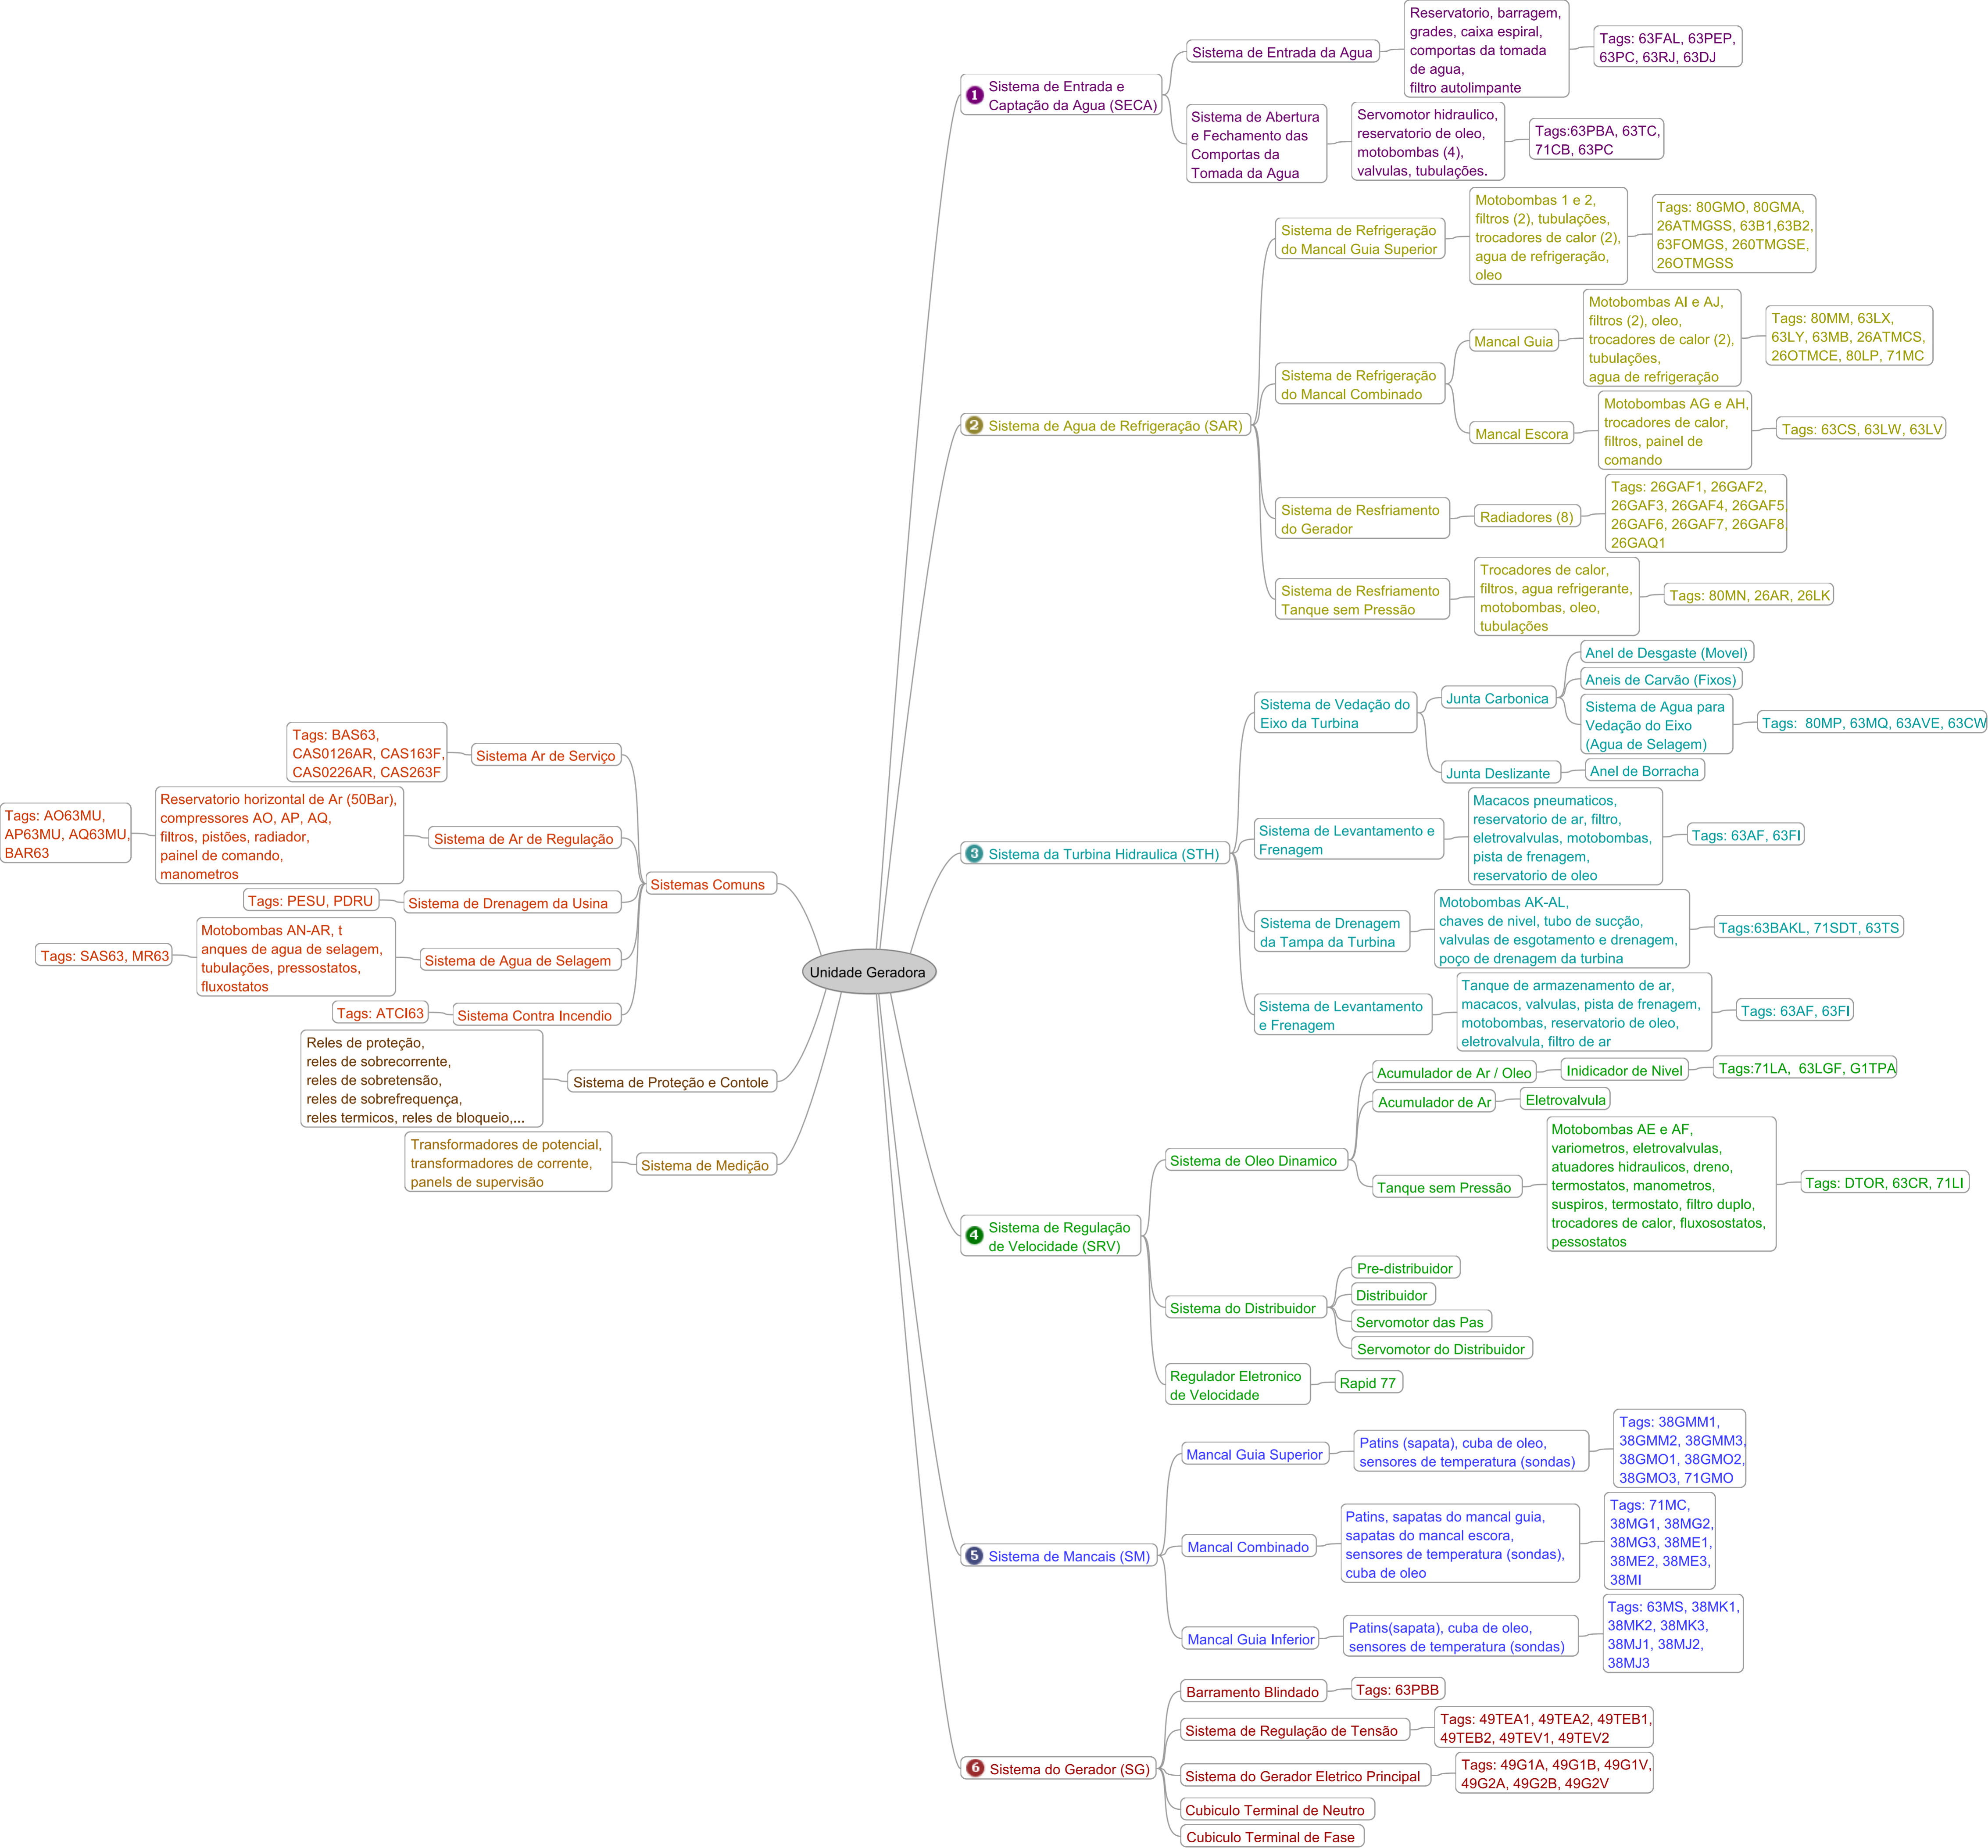 Unidade Geradora
1
Sistema de Entrada e
Captação da Agua (SECA)
Sistema de Entrada da Agua
Reservatorio, barragem,
grades, caixa espiral,
comportas da tomada
de agua,
filtro autolimpante
Tags: 63FAL, 63PEP,
63PC, 63RJ, 63DJ
Sistema de Abertura
e Fechamento das
Comportas da
Tomada da Agua
Servomotor hidraulico,
reservatorio de oleo,
motobombas (4),
valvulas, tubulações.
Tags:63PBA, 63TC,
71CB, 63PC
2
Sistema de Agua de Refrigeração (SAR)
Sistema de Refrigeração
do Mancal Guia Superior
Motobombas 1 e 2,
filtros (2), tubulações,
trocadores de calor (2),
agua de refrigeração,
oleo
Tags: 80GMO, 80GMA,
26ATMGSS, 63B1,63B2,
63FOMGS, 260TMGSE,
26OTMGSS
Sistema de Refrigeração
do Mancal Combinado
Mancal Guia
Motobombas AI e AJ,
filtros (2), oleo,
trocadores de calor (2),
tubulações,
agua de refrigeração
Tags: 80MM, 63LX,
63LY, 63MB, 26ATMCS,
26OTMCE, 80LP, 71MC
Mancal Escora
Motobombas AG e AH,
trocadores de calor,
filtros, painel de
comando
Tags: 63CS, 63LW, 63LV
Sistema de Resfriamento
do Gerador
Radiadores (8)
Tags: 26GAF1, 26GAF2,
26GAF3, 26GAF4, 26GAF5,
26GAF6, 26GAF7, 26GAF8,
26GAQ1
Sistema de Resfriamento
Tanque sem Pressão
Trocadores de calor,
filtros, agua refrigerante,
motobombas, oleo,
tubulações
Tags: 80MN, 26AR, 26LK
3
Sistema da Turbina Hidraulica (STH)
Sistema de Vedação do
Eixo da Turbina
Junta Carbonica
Anel de Desgaste (Movel)
Aneis de Carvão (Fixos)
Sistema de Agua para
Vedação do Eixo
(Agua de Selagem)
Tags:  80MP, 63MQ, 63AVE, 63CW
Junta Deslizante
Anel de Borracha
Sistema de Levantamento e
Frenagem
Macacos pneumaticos,
reservatorio de ar, filtro,
eletrovalvulas, motobombas,
pista de frenagem,
reservatorio de oleo
Tags: 63AF, 63FI
Sistema de Drenagem
da Tampa da Turbina
Motobombas AK-AL,
chaves de nivel, tubo de sucção,
valvulas de esgotamento e drenagem,
poço de drenagem da turbina
Tags:63BAKL, 71SDT, 63TS
Sistema de Levantamento
e Frenagem
Tanque de armazenamento de ar,
macacos, valvulas, pista de frenagem,
motobombas, reservatorio de oleo,
eletrovalvula, filtro de ar
Tags: 63AF, 63FI
4
Sistema de Regulação
de Velocidade (SRV)
Sistema de Oleo Dinamico
Acumulador de Ar / Oleo
Inidicador de Nivel
Tags:71LA,  63LGF, G1TPA
Acumulador de Ar
Eletrovalvula
Tanque sem Pressão
Motobombas AE e AF,
variometros, eletrovalvulas,
atuadores hidraulicos, dreno,
termostatos, manometros,
suspiros, termostato, filtro duplo,
trocadores de calor, fluxosostatos,
pessostatos
Tags: DTOR, 63CR, 71LI
Sistema do Distribuidor
Pre-distribuidor
Distribuidor
Servomotor das Pas
Servomotor do Distribuidor
Regulador Eletronico
de Velocidade
Rapid 77
5
Sistema de Mancais (SM)
Mancal Guia Superior
Patins (sapata), cuba de oleo,
sensores de temperatura (sondas)
Tags: 38GMM1,
38GMM2, 38GMM3,
38GMO1, 38GMO2,
38GMO3, 71GMO
Mancal Combinado
Patins, sapatas do mancal guia,
sapatas do mancal escora,
sensores de temperatura (sondas),
cuba de oleo
Tags: 71MC,
38MG1, 38MG2,
38MG3, 38ME1,
38ME2, 38ME3,
38MI
Mancal Guia Inferior
Patins(sapata), cuba de oleo,
sensores de temperatura (sondas)
Tags: 63MS, 38MK1,
38MK2, 38MK3,
38MJ1, 38MJ2,
38MJ3
6
Sistema do Gerador (SG)
Barramento Blindado
Tags: 63PBB
Sistema de Regulação de Tensão
Tags: 49TEA1, 49TEA2, 49TEB1,
49TEB2, 49TEV1, 49TEV2
Sistema do Gerador Eletrico Principal
Tags: 49G1A, 49G1B, 49G1V,
49G2A, 49G2B, 49G2V
Cubiculo Terminal de Neutro
Cubiculo Terminal de Fase
Sistemas Comuns
Sistema Ar de Serviço
Tags: BAS63,
CAS0126AR, CAS163F,
CAS0226AR, CAS263F
Sistema de Ar de Regulação
Reservatorio horizontal de Ar (50Bar),
compressores AO, AP, AQ,
filtros, pistões, radiador,
painel de comando,
manometros
Tags: AO63MU,
AP63MU, AQ63MU,
BAR63
Sistema de Drenagem da Usina
Tags: PESU, PDRU
Sistema de Agua de Selagem
Motobombas AN-AR, t
anques de agua de selagem,
tubulações, pressostatos,
fluxostatos
Tags: SAS63, MR63
Sistema Contra Incendio
Tags: ATCI63
Sistema de Proteção e Contole
Reles de proteção,
reles de sobrecorrente,
reles de sobretensão,
reles de sobrefrequença,
reles termicos, reles de bloqueio,...
Sistema de Medição
Transformadores de potencial,
transformadores de corrente,
panels de supervisão